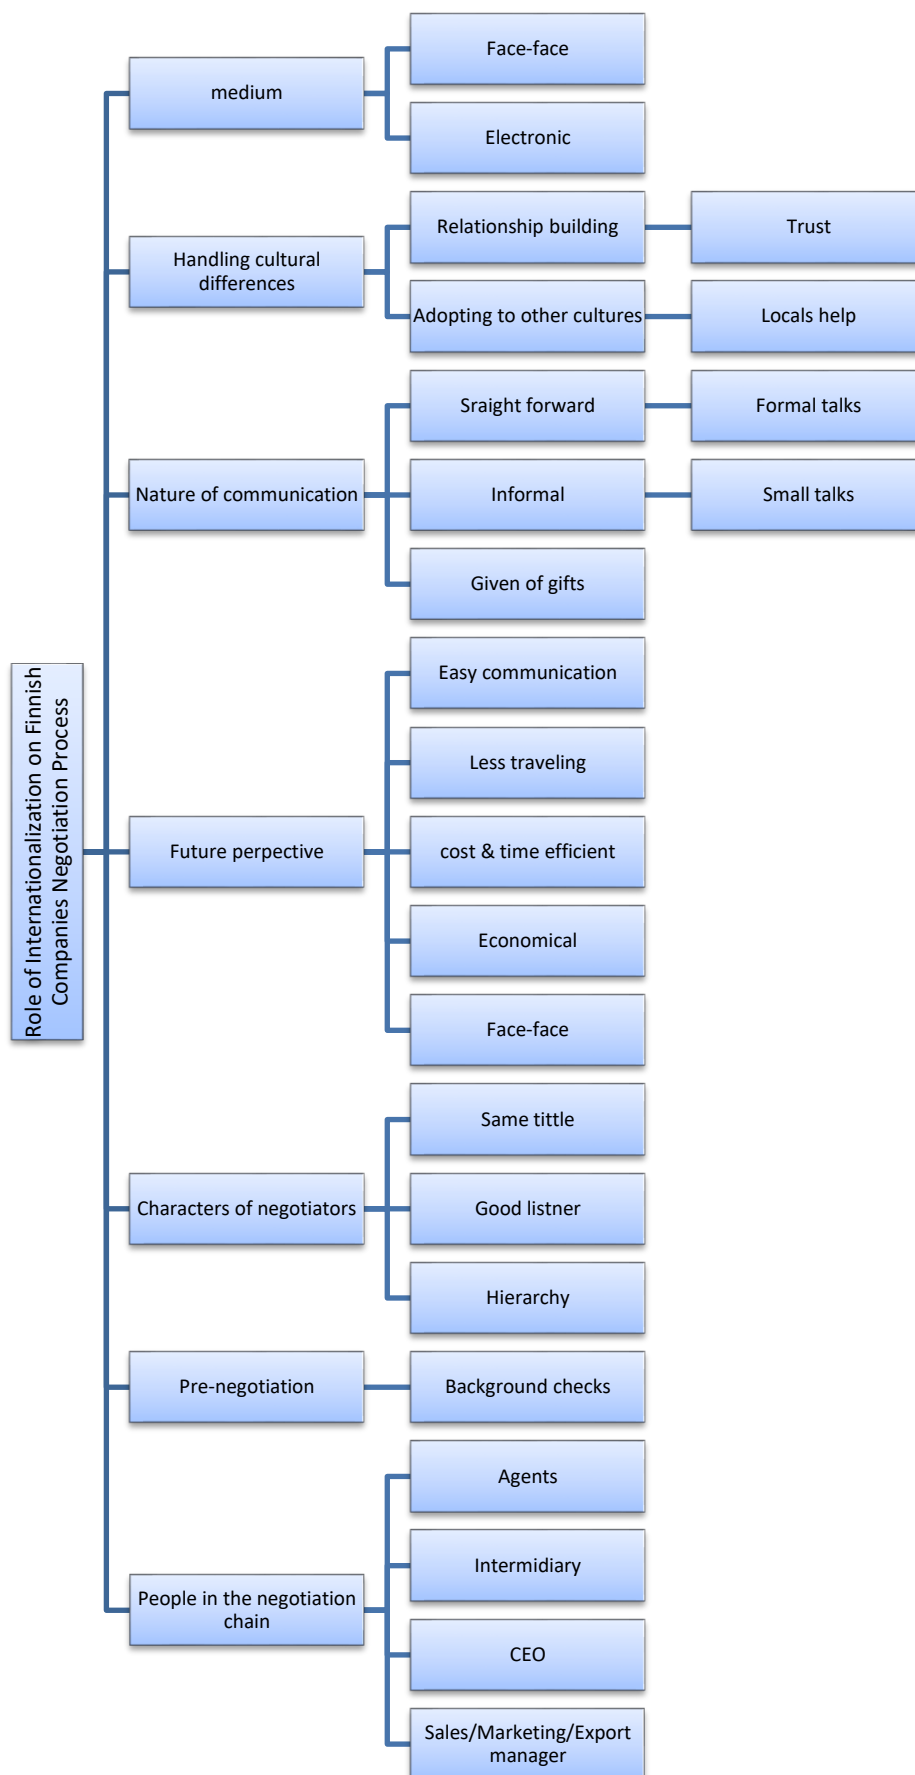 Role of Internalization on Finnish
Companies Negotiation Process
medium
Face-face
Electronic
Handling cultural
differences
Relationship building
Trust
Adopting to other cultures
Locals help
Nature of communication
Sraight forward
Formal talks
Informal
Small talks
Given of gifts
Future perpective
Easy communication
Less traveling
cost & time efficient
Economical
Face-face
Characters of negotiators
Same tittle
Good listner
Hierarchy
Pre-negotiation
Background checks
People in the negotiation
chain
Agents
Intermidiary
CEO
Sales/Marketing/Export
manager